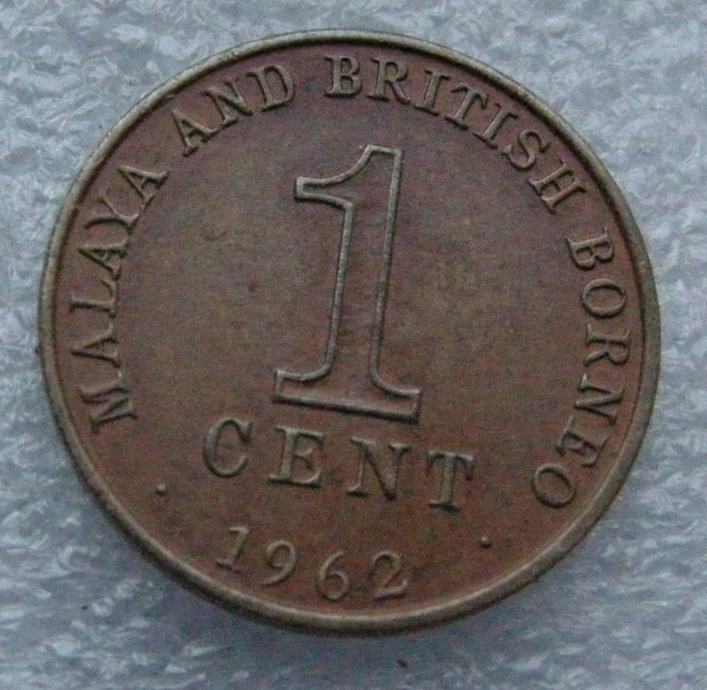 MALAYA AND BRITISH BORNEO
1
CENT
1962